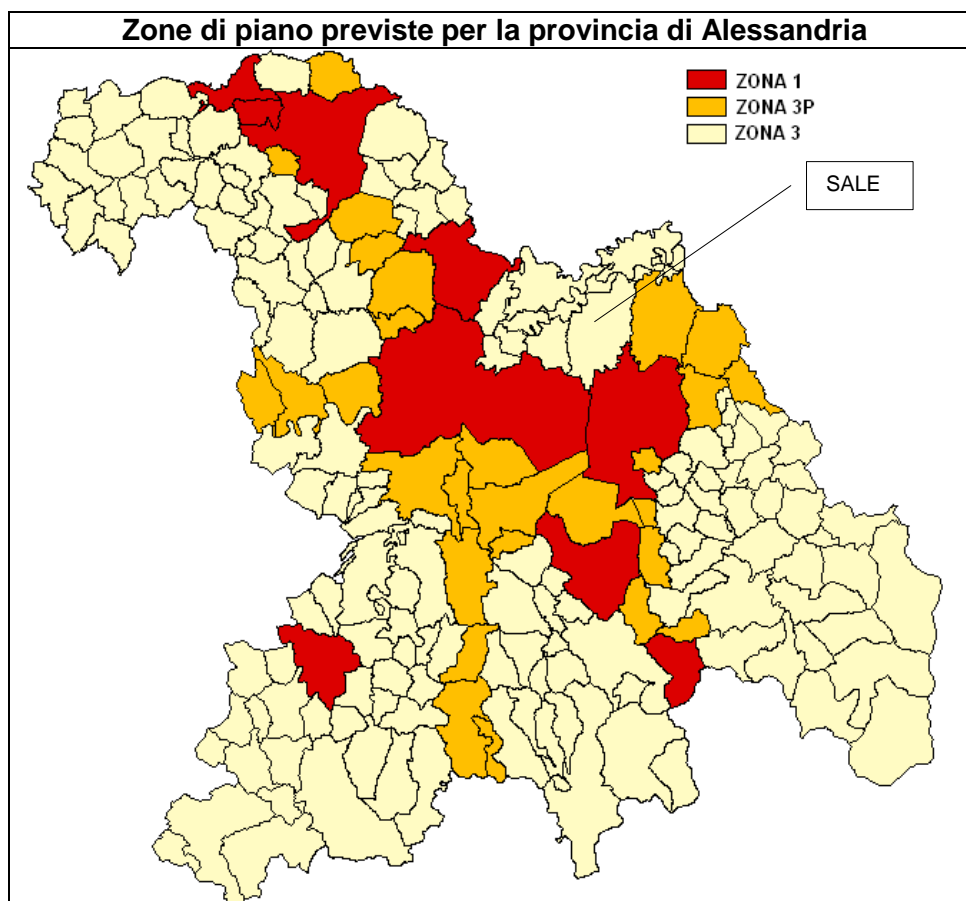 Zone di piano previste per la provincia di Alessandria
ZONA 1
ZONA 3P
ZONA 3
SALE